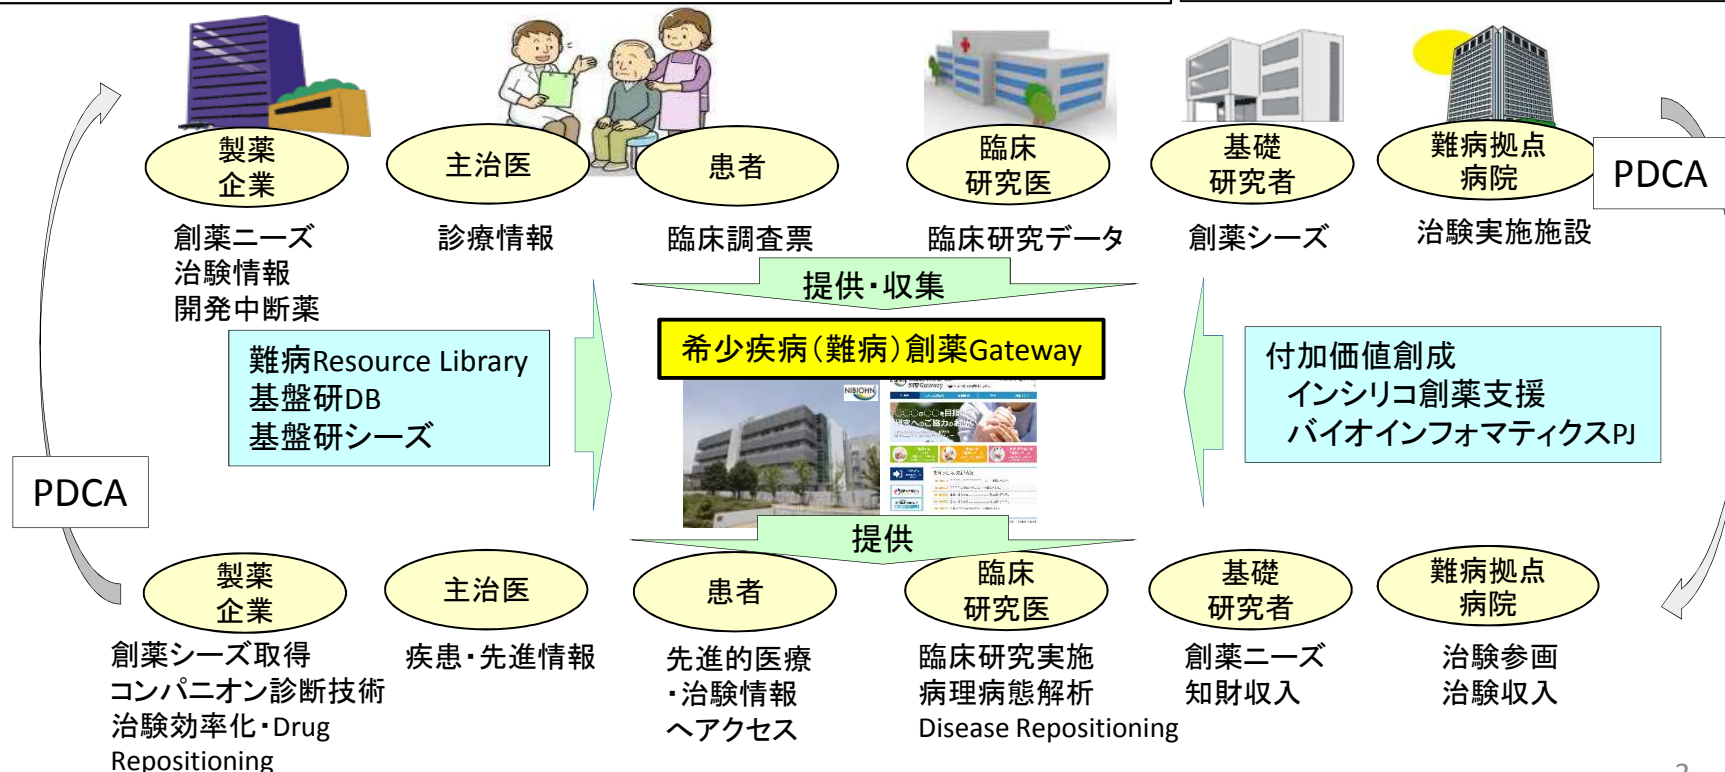 製薬
企業
主治医
患者
臨床
研究医
基礎
研究者
難病拠点
病院
PDCA
創薬ニーズ
治験情報
開発中断薬
診療情報
臨床調査票
臨床研究データ
創薬シーズ
治験実施施設
提供・収集
希少疾病(難病)創薬Gateway
難病Resource Library
基盤研DB
基盤研シーズ
付加価値創成
インシリコ創薬支援
バイオインフォマティクスPJ
NIBIOHN
PDCA
提供
製薬
企業
主治医
患者
臨床
研究医
基礎
研究者
難病拠点
病院
創薬シーズ取得
コンパニオン診断技術
治験効率化・Drug
Repositioning
疾患・先進情報
先進的医療
・治験情報
へアクセス
臨床研究実施
病理病態解析
Disease Repositioning
創薬ニーズ
知財収入
治験参画
治験収入